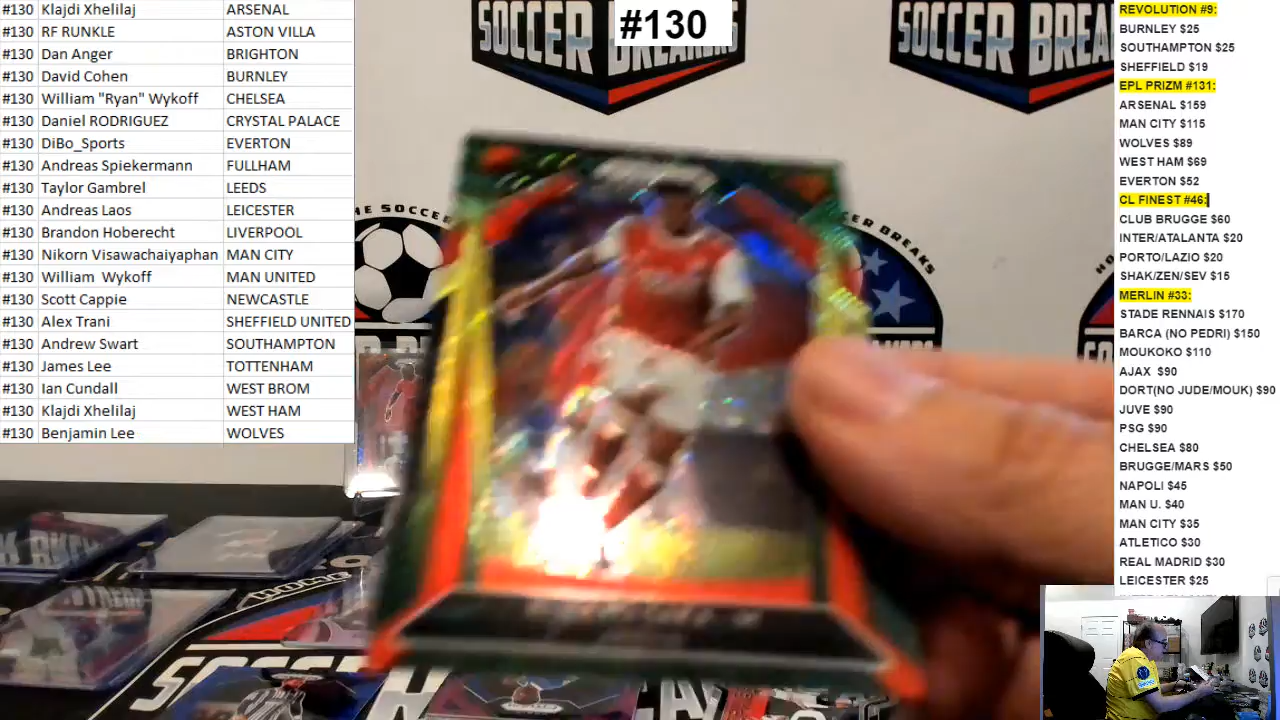 #130 Klajdi Xhelilaj ARSENAL
#130 RF RUNKLE ASTON VILLA
#130 Dan Anger BRIGHTON
#130 David Cohen BURNLEY
#130 William "Ryan" Wykoff CHELSEA
#130 Daniel RODRIGUEZ CRYSTAL PALACE
#130 DiBo_Sports EVERTON
#130 Andreas Spiekermann FULLHAM
#130 Taylor Gambrel LEEDS
#130 Andreas Laos LEICESTER
#130 Brandon Hoberecht LIVERPOOL
#130 Nikorn Visawachaiyaphan MAN CITY
#130 William Wykoff MAN UNITED
#130 Scott Cappie NEWCASTLE
#130 Alex Trani SHEFFIELD UNITED
#130 Andrew Swart SOUTHAMPTON
#130 James Lee TOTTENHAM
#130 Ian Cundall WEST BROM
#130 Klajdi Xhelilaj WEST HAM
#130 Benjamin Lee WOLVES
#130
SOCCER BREAKERS
SOCCER
BREAKERS
E SOCCER
ER BREAKS
HO
SOCCER
REVOLUTION #9:
BURNLEY $25
SOUTHAMPTON $25
SHEFFIELD $19
EPL PRIZM #131:
ARSENAL $159
MAN CITY $115
WOLVES $89
WEST HAM $69
EVERTON $52
CL FINEST #46:
CLUB BRUGGE $60
INTER/ATALANTA $20
PORTO/LAZIO $20
SHAK/ZEN/SEV $15
MERLIN #33:
STADE RENNAIS $170
BARCA (NO PEDRI) $150
MOUKOKO $110
AJAX $90
DORT(NO JUDE/MOUK) $90
JUVE $90
PSG $90
CHELSEA $80
BRUGGE/MARS $50
NAPOLI $45
MAN U. $40
MAN CITY $35
ATLETICO $30
REAL MADRID $30
LEICESTER $25